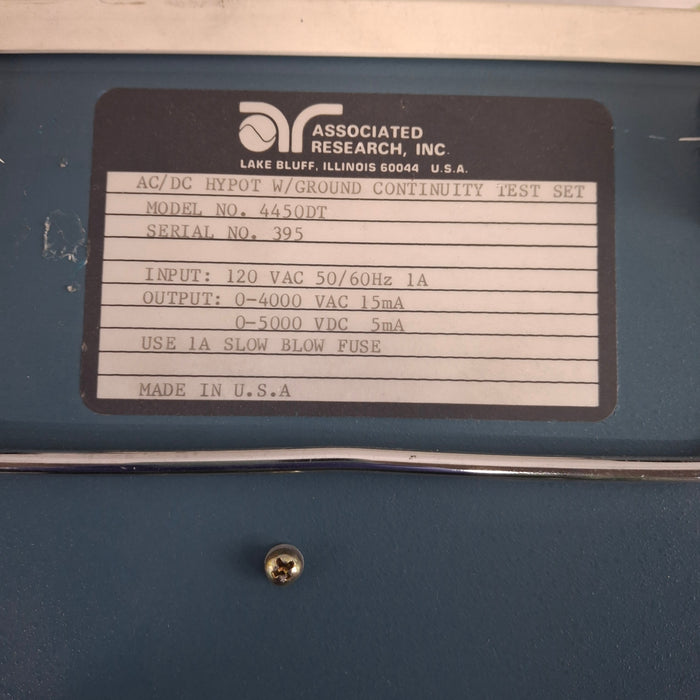 ar ASSOCIATED
RESEARCH, INC.
LAKE BLUFF, ILLINOIS 60044 U.S.A.
AC/DC HYPOT W/GROUND CONTINUITY TEST SET
MODEL NO. 4450DT
SERIAL NO. 395
INPUT: 120 VAC 50/60Hz 1A
OUTPUT: 0-4000 VAC 15mA
0-5000 VDC 5mA
USE 1A SLOW BLOW FUSE
MADE IN U.S.A